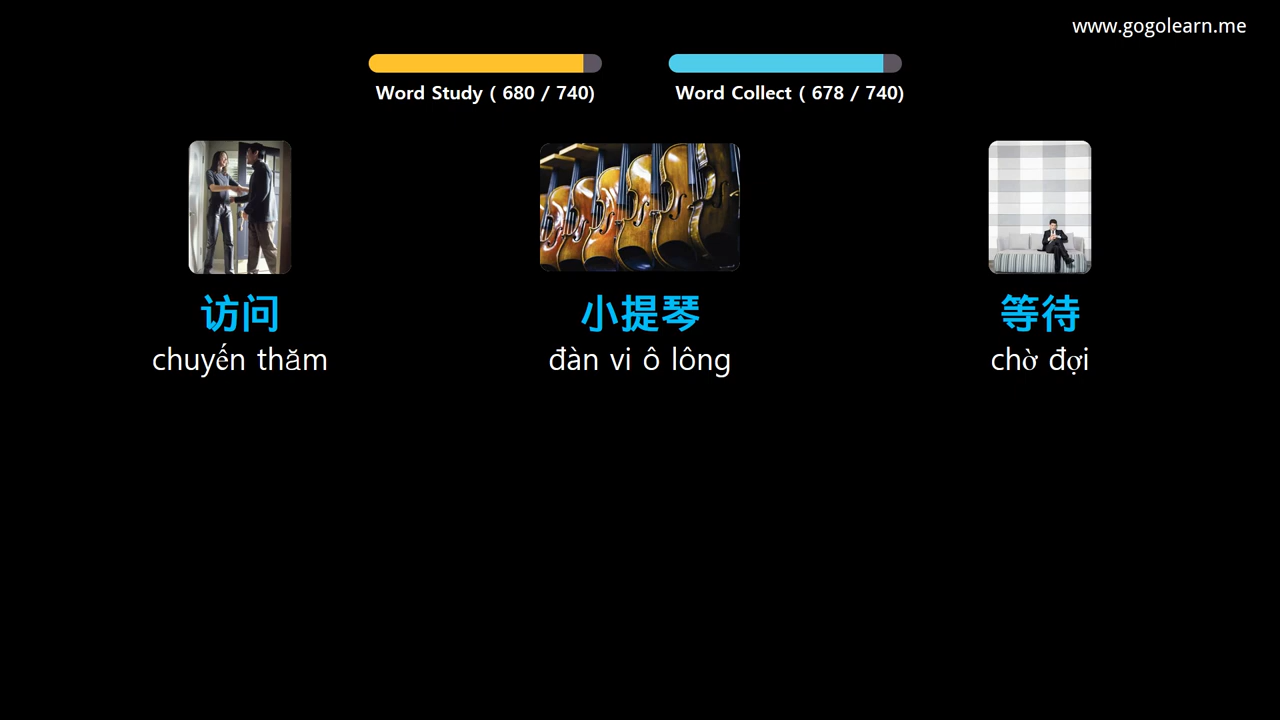 www.gogolearn.me
Word Study ( 680 / 740)
Word Collect ( 678 / 740)
访问
小提琴
等待
chuyến thăm
đàn vi ô lông
chờ đợi